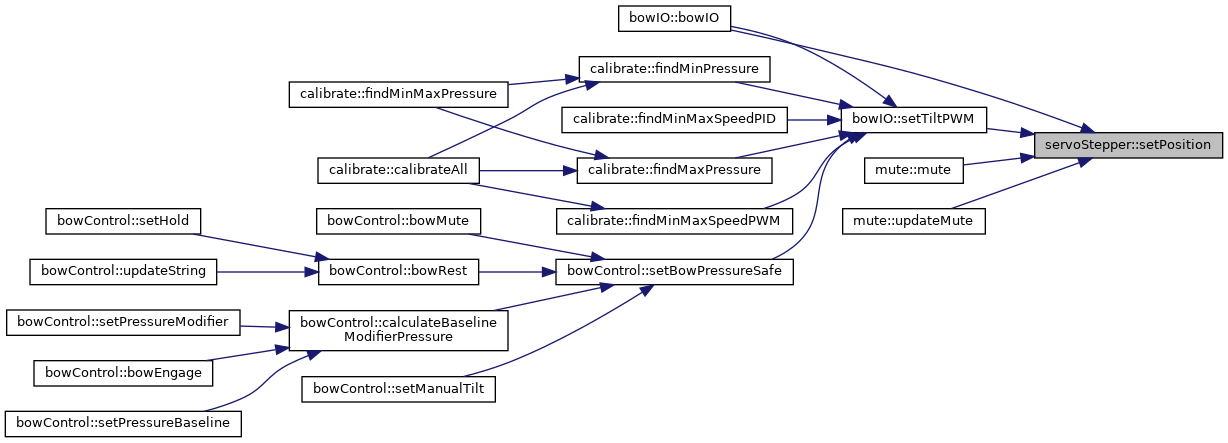 bowIO::bowIO
calibrate::findMinPressure
calibrate::findMinMaxPressure
calibrate::findMinMaxSpeedPID
bowIO::setTiltPWM
servoStepper::setPosition
calibrate::calibrateAll
calibrate::findMaxPressure
mute::mute
bowControl::setHold
bowControl::bowMute
calibrate::findMinMaxSpeedPWM
mute::updateMute
bowControl::updateString
bowControl::bowRest
bowControl::setBowPressureSafe
bowControl::setPressureModifier
bowControl::calculateBaseline
ModifierPressure
bowControl::bowEngage
bowControl::setManualTilt
bowControl::setPressureBaseline